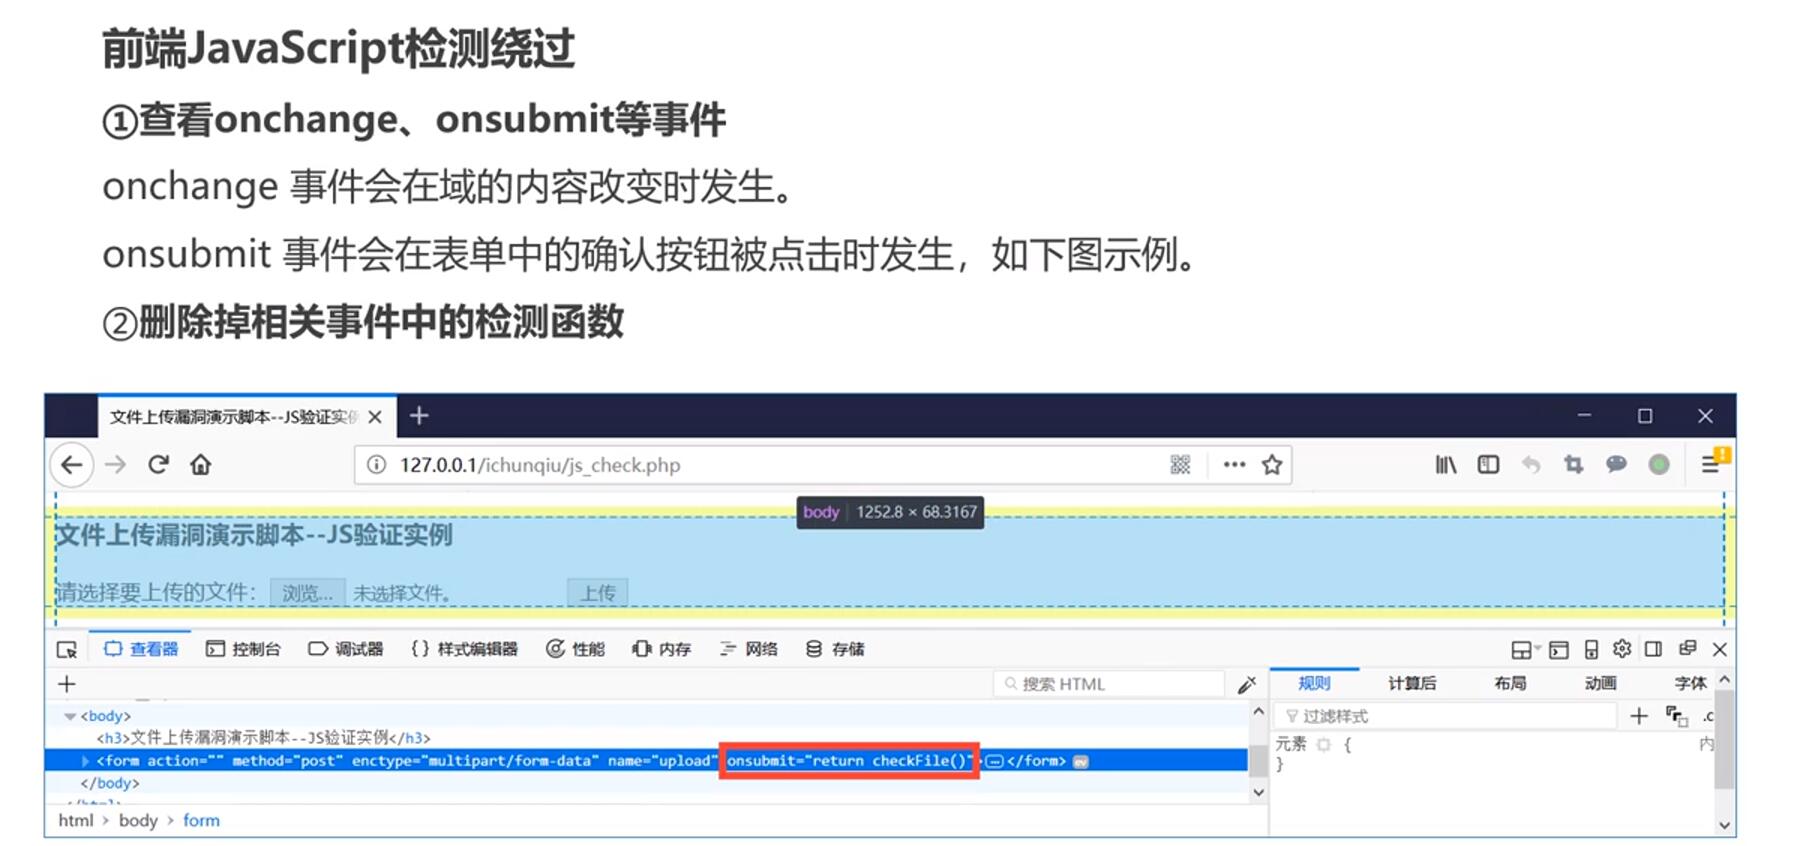 前端JavaScript检测绕过
①查看onchange、onsubmit等事件
onchange 事件会在域的内容改变时发生。
onsubmit 事件会在表单中的确认按钮被点击时发生，如下图示例。
②删除掉相关事件中的检测函数
文件上传漏洞演示脚本--JS验证实例
127.0.0.1/ichunqiu/js_check.php
body 1252.8 × 68.3167
文件上传漏洞演示脚本--JS验证实例
请选择要上传的文件： 浏览... 未选择文件。 上传
查看器 控制台 调试器 样式编辑器 性能 内存 网络 存储
搜索 HTML
规则 计算后 布局 动画 字体
过滤样式 .c
元素 { 内
}
<body>
<h3>文件上传漏洞演示脚本--JS验证实例</h3>
<form action="" method="post" enctype="multipart/form-data" name="upload" onsubmit="return checkFile()"></form> ev
</body>
html > body > form